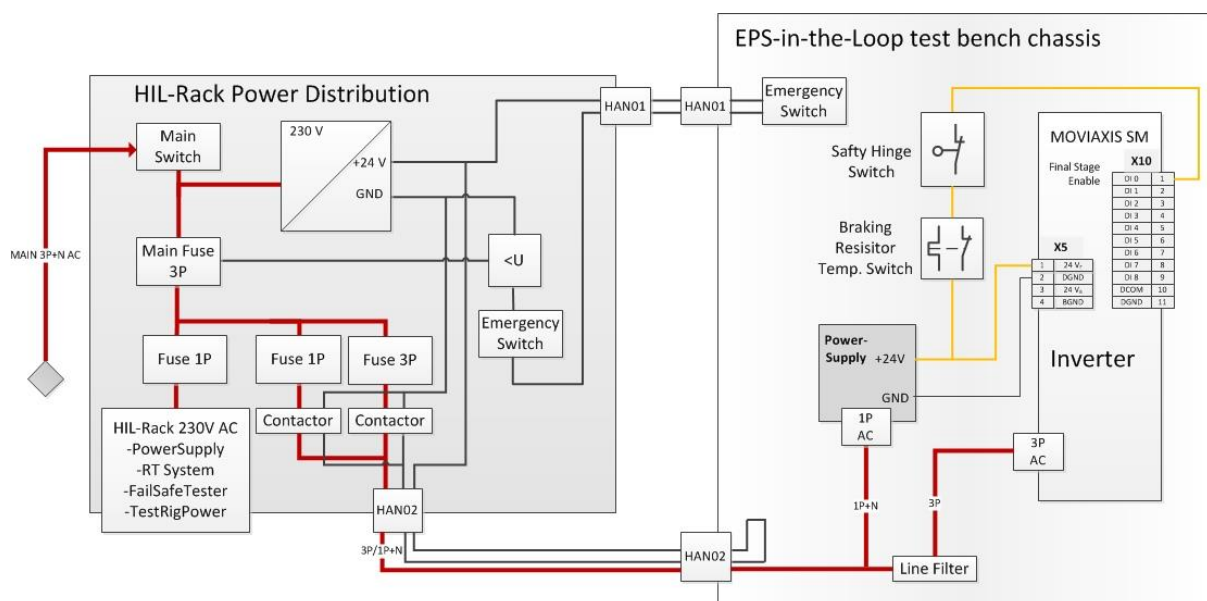 EPS-in-the-Loop test bench chassis
HIL-Rack Power Distribution
HAN01
HAN01
Emergency
Switch
Main
Switch
230 V
+24 V
GND
Safty Hinge
Switch
MOVIAXIS SM
Final Stage
Enable
X10
DI 0 1
DI 1 2
DI 2 3
DI 3 4
DI 4 5
DI 5 6
DI 6 7
DI 7 8
DI 8 9
DCOM 10
DGND 11
MAIN 3P+N AC
Main Fuse
3P
<U
Braking
Resistor
Temp. Switch
X5
1 24 V
2 DGND
3 24 V
4 BGND
Emergency
Switch
Fuse 1P
Fuse 1P
Fuse 3P
Power-
Supply
+24V
GND
Inverter
HIL-Rack 230V AC
-PowerSupply
-RT System
-FailSafeTester
-TestRigPower
Contactor
Contactor
1P
AC
3P
AC
HAN02
3P/1P+N
HAN02
1P+N
3P
Line Filter